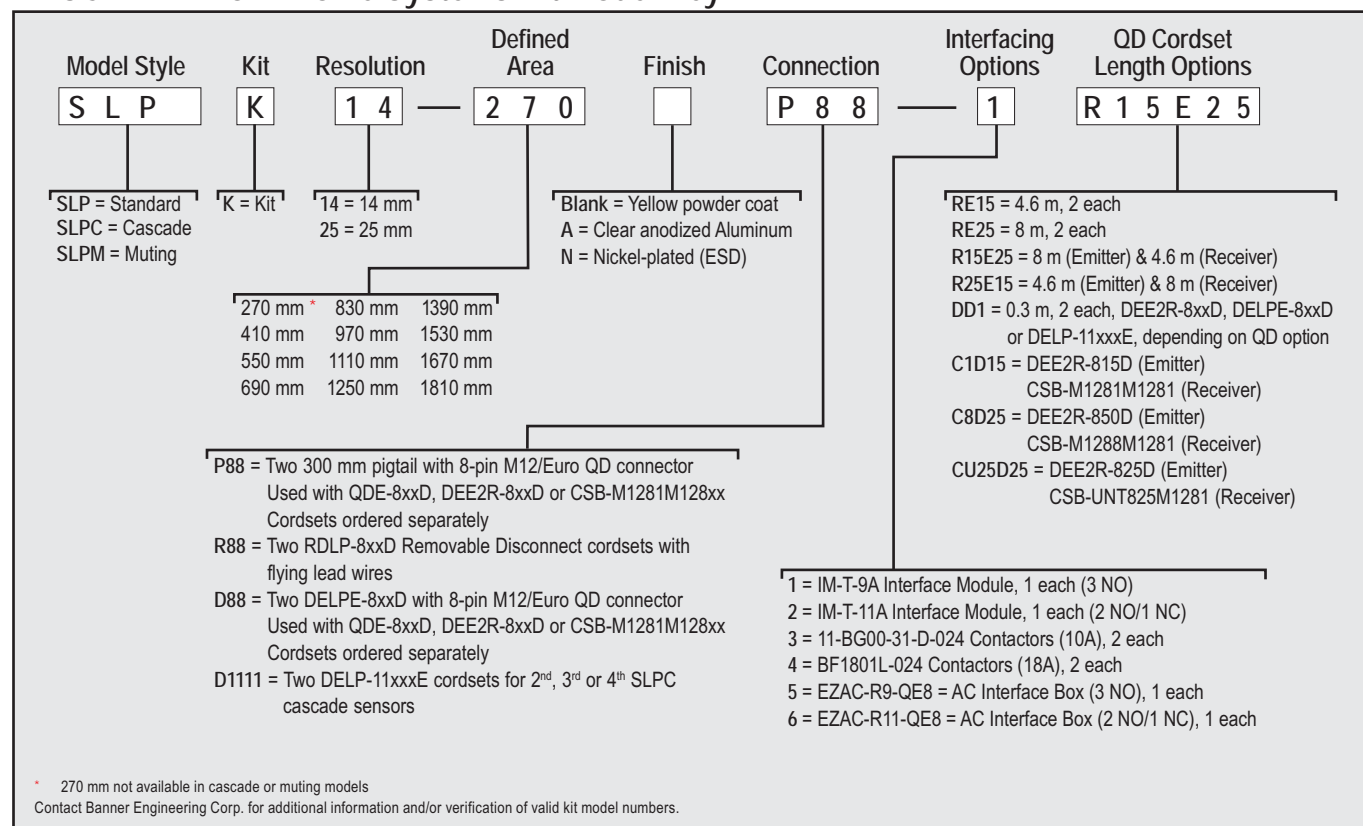 Defined
Interfacing
QD Cordset
Model Style Kit Resolution Area Finish Connection Options Length Options
S L P K 1 4 — 2 7 0 P 8 8 — 1 R 1 5 E 2 5
SLP = Standard
SLPC = Cascade
SLPM = Muting
K = Kit
14 = 14 mm
25 = 25 mm
Blank = Yellow powder coat
A = Clear anodized Aluminum
N = Nickel-plated (ESD)
RE15 = 4.6 m, 2 each
RE25 = 8 m, 2 each
R15E25 = 8 m (Emitter) & 4.6 m (Receiver)
R25E15 = 4.6 m (Emitter) & 8 m (Receiver)
DD1 = 0.3 m, 2 each, DEE2R-8xxD, DELPE-8xxD
or DELP-11xxxE, depending on QD option
C1D15 = DEE2R-815D (Emitter)
CSB-M1281M1281 (Receiver)
C8D25 = DEE2R-850D (Emitter)
CSB-M1288M1281 (Receiver)
CU25D25 = DEE2R-825D (Emitter)
CSB-UNT825M1281 (Receiver)
270 mm * 830 mm 1390 mm
410 mm 970 mm 1530 mm
550 mm 1110 mm 1670 mm
690 mm 1250 mm 1810 mm
P88 = Two 300 mm pigtail with 8-pin M12/Euro QD connector
Used with QDE-8xxD, DEE2R-8xxD or CSB-M1281M128xx
Cordsets ordered separately
R88 = Two RDLP-8xxD Removable Disconnect cordsets with
flying lead wires
D88 = Two DELPE-8xxD with 8-pin M12/Euro QD connector
Used with QDE-8xxD, DEE2R-8xxD or CSB-M1281M128xx
Cordsets ordered separately
D1111 = Two DELP-11xxxE cordsets for 2nd, 3rd or 4th SLPC
cascade sensors
1 = IM-T-9A Interface Module, 1 each (3 NO)
2 = IM-T-11A Interface Module, 1 each (2 NO/1 NC)
3 = 11-BG00-31-D-024 Contactors (10A), 2 each
4 = BF1801L-024 Contactors (18A), 2 each
5 = EZAC-R9-QE8 = AC Interface Box (3 NO), 1 each
6 = EZAC-R11-QE8 = AC Interface Box (2 NO/1 NC), 1 each
* 270 mm not available in cascade or muting models
Contact Banner Engineering Corp. for additional information and/or verification of valid kit model numbers.